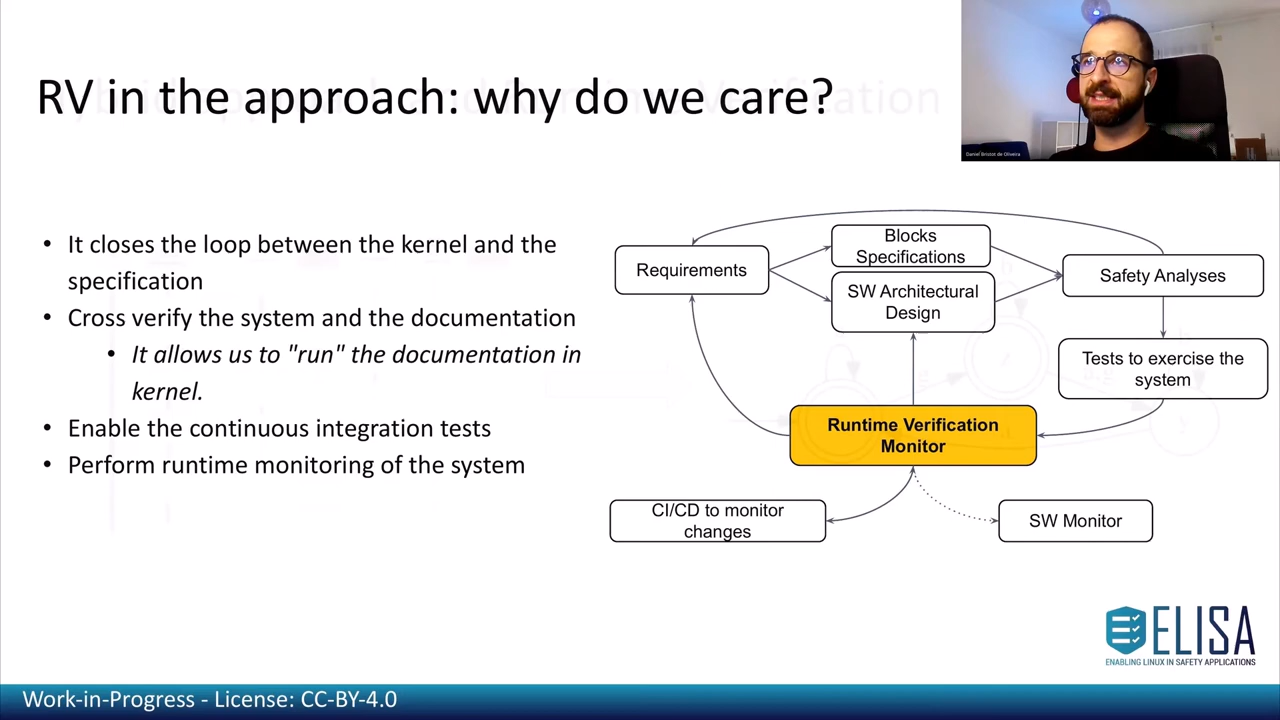 RV in the approach: why do we care?
Daniel Bristot de Oliveira
• It closes the loop between the kernel and the
specification
• Cross verify the system and the documentation
• It allows us to "run" the documentation in
kernel.
• Enable the continuous integration tests
• Perform runtime monitoring of the system
Requirements
Blocks
Specifications
SW Architectural
Design
Safety Analyses
Tests to exercise the
system
Runtime Verification
Monitor
CI/CD to monitor
changes
SW Monitor
ELISA
ENABLING LINUX IN SAFETY APPLICATIONS
Work-in-Progress - License: CC-BY-4.0